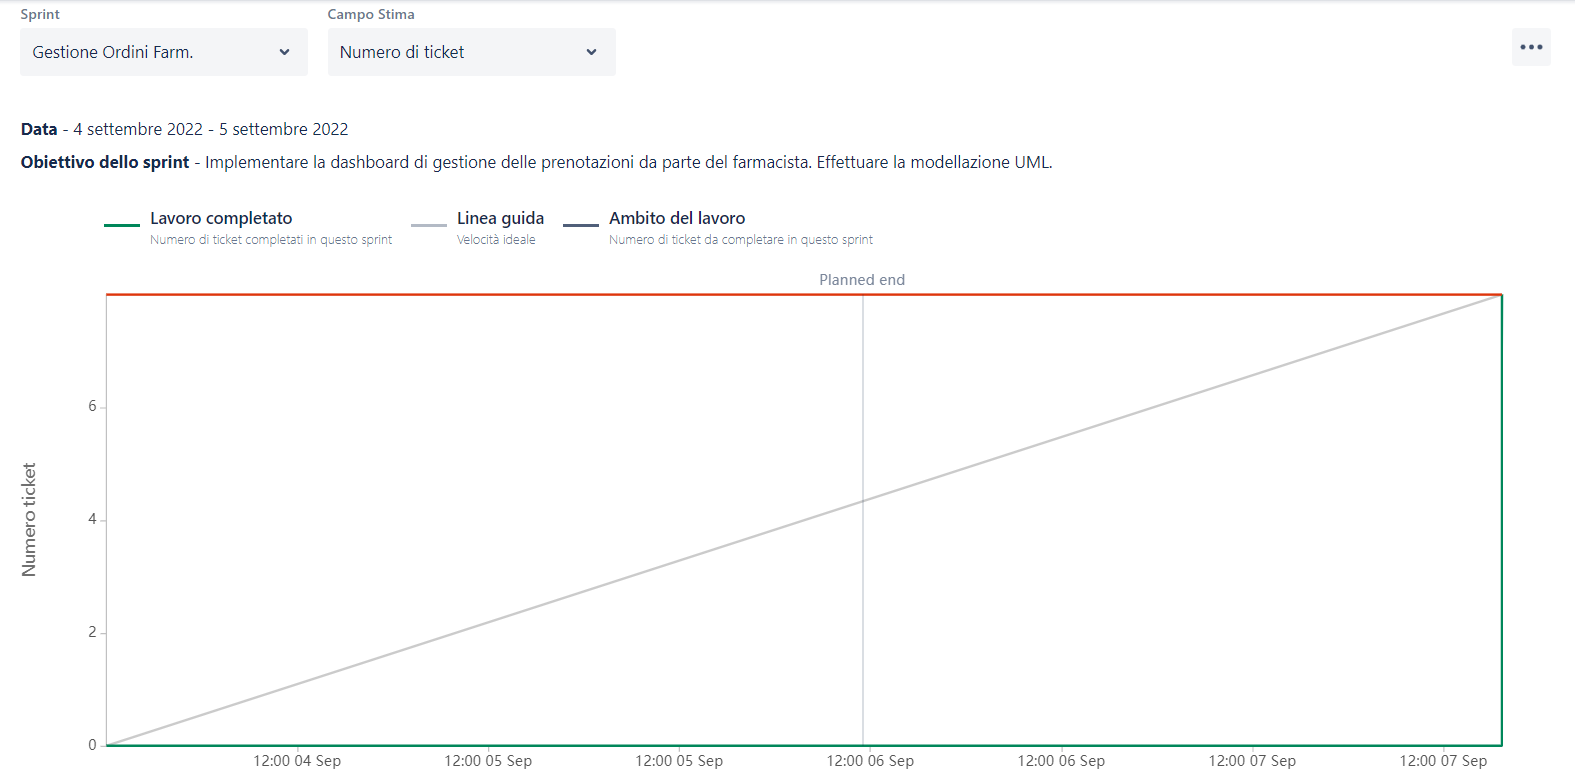 Sprint
Campo Stima
Gestione Ordini Farm.
Numero di ticket
Data - 4 settembre 2022 - 5 settembre 2022
Obiettivo dello sprint - Implementare la dashboard di gestione delle prenotazioni da parte del farmacista. Effettuare la modellazione UML.
Lavoro completato
Numero di ticket completati in questo sprint
Linea guida
Velocità ideale
Ambito del lavoro
Numero di ticket da completare in questo sprint
Planned end
Numero ticket
6
4
2
0
12:00 04 Sep
12:00 05 Sep
12:00 05 Sep
12:00 06 Sep
12:00 06 Sep
12:00 07 Sep
12:00 07 Sep